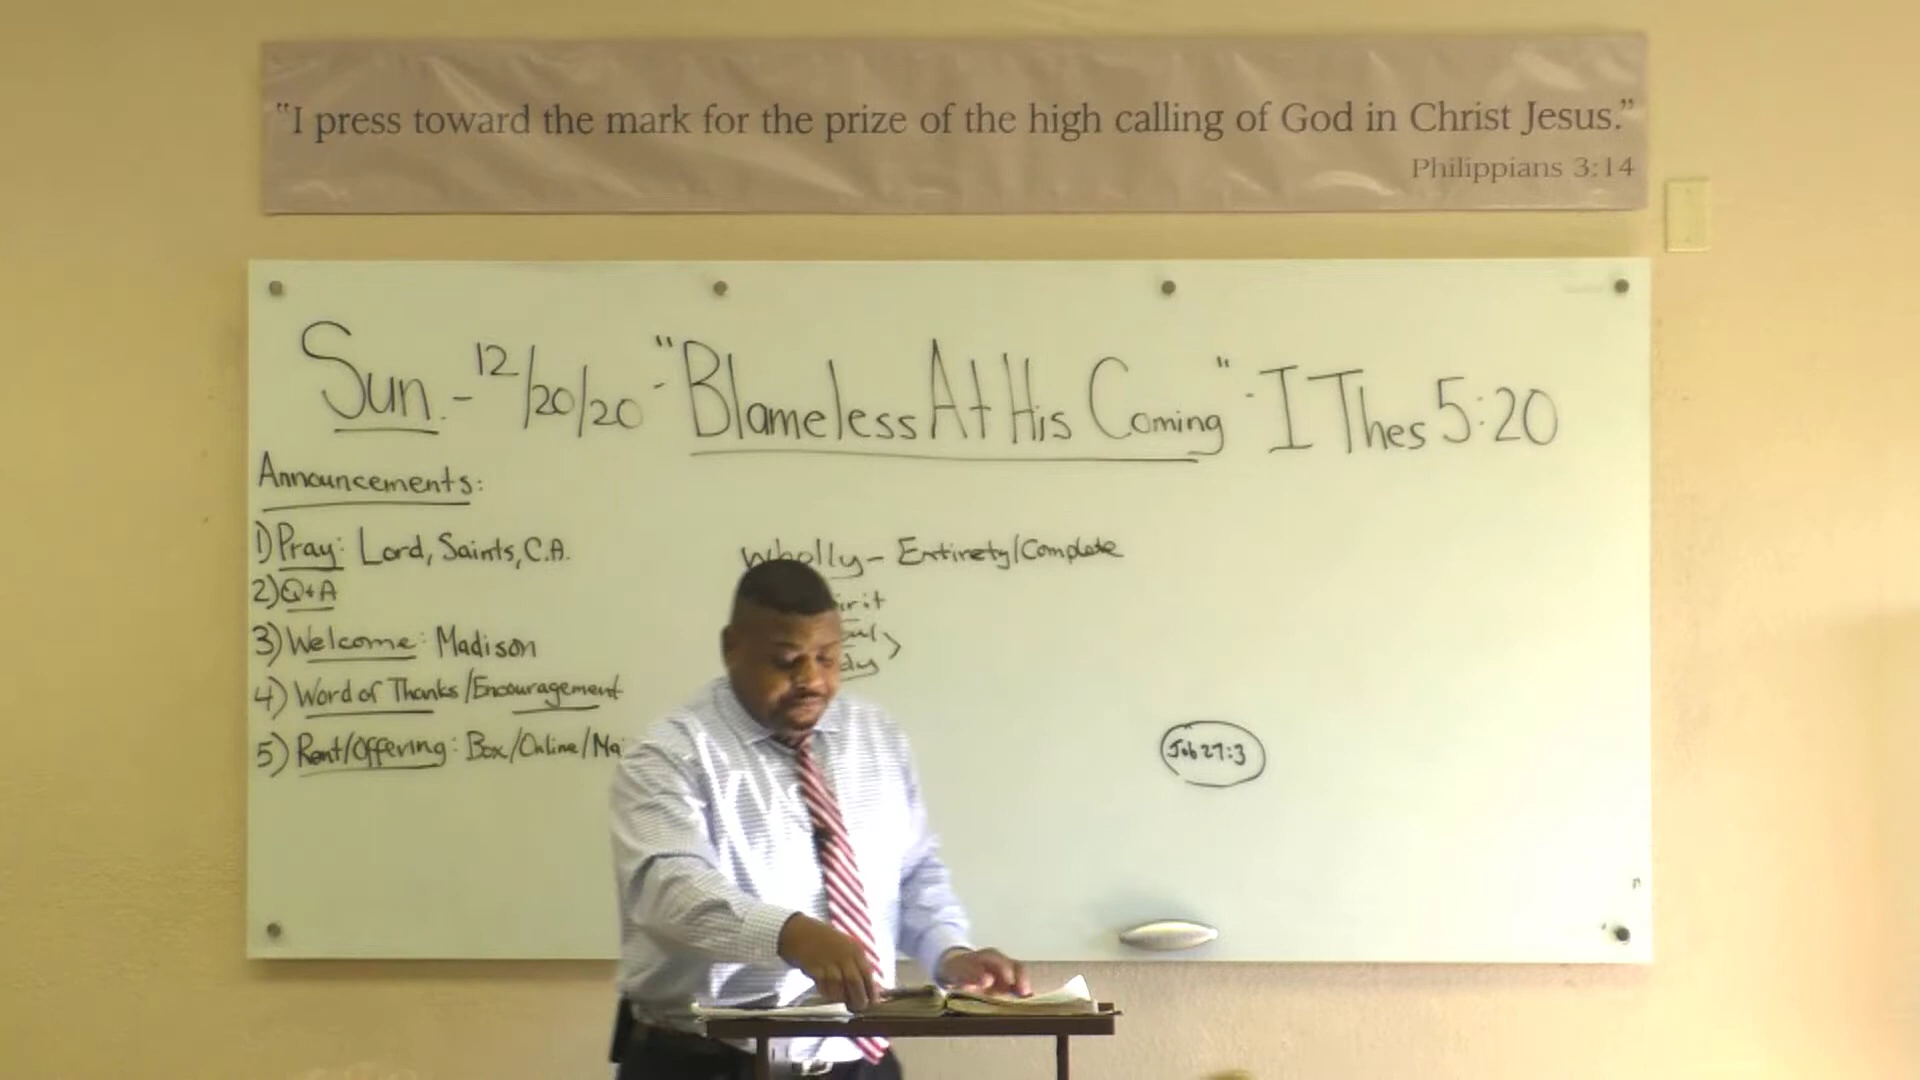 “I press toward the mark for the prize of the high calling of God in Christ Jesus.”
Philippians 3:14
Sun. - 12/20/20 - "Blameless At His Coming" - I Thes 5:20
Announcements:
1) Pray: Lord, Saints, C.A.
2) Q+A
3) Welcome: Madison
4) Word of Thanks/Encouragement
5) Rent/Offering: Box/Online/Ma
Wholly - Entirety/Complete
Job 27:3